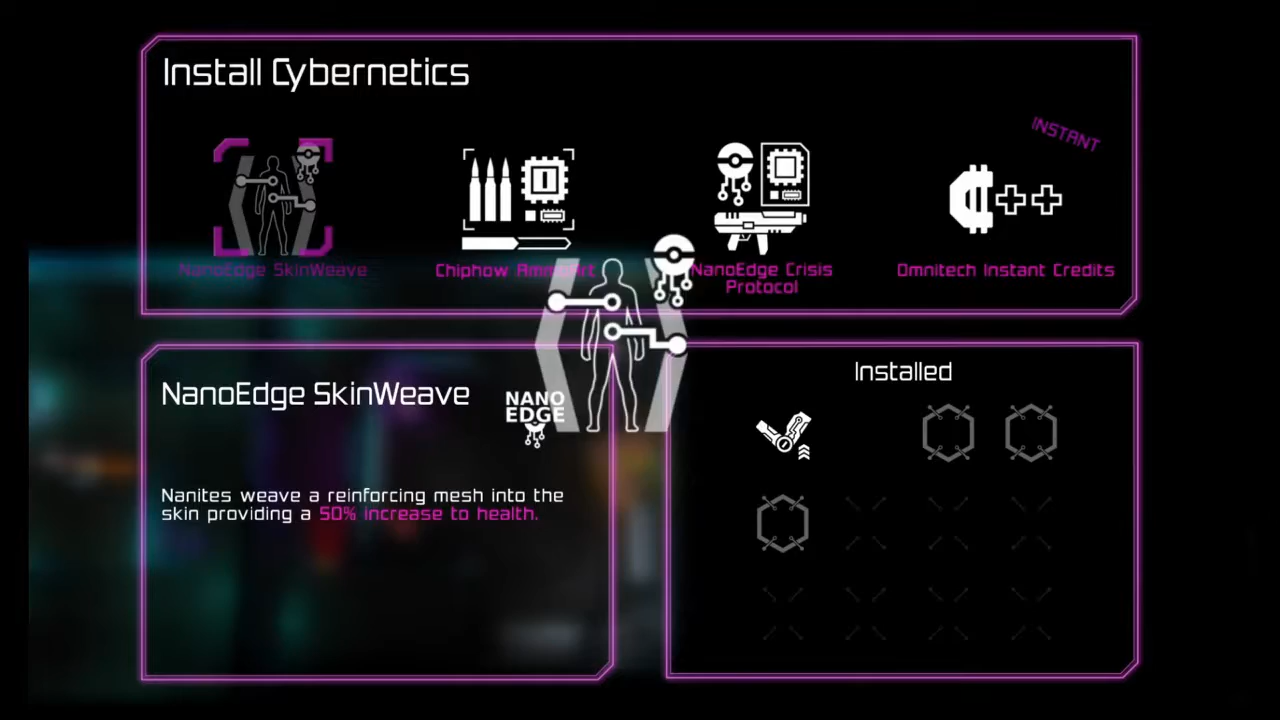 Install Cybernetics
INSTANT
++
NanoEdge SkinWeave
Chiphow
NanoEdge Crisis
Protocol
Omnitech Instant Credits
NanoEdge SkinWeave
NANO
EDGE
Nanites weave a reinforcing mesh into the
skin providing a 50% increase to health.
Installed